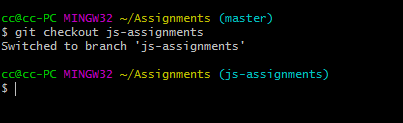 cc@cc-PC MINGW32 ~/Assignments (master)
$ git checkout js-assignments
Switched to branch 'js-assignments'
cc@cc-PC MINGW32 ~/Assignments (js-assignments)
$